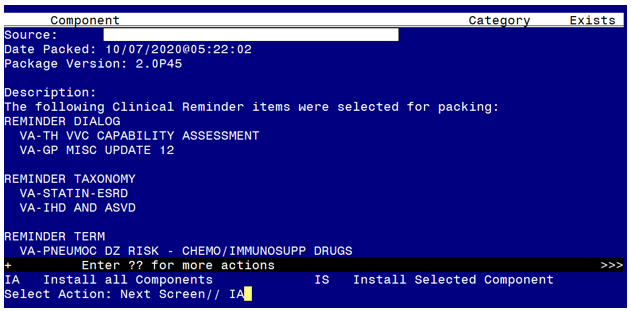 Component Category Exists
Source:
Date Packed: 10/07/2020@05:22:02
Package Version: 2.0P45
Description:
The following Clinical Reminder items were selected for packing:
REMINDER DIALOG
VA-TH VVC CAPABILITY ASSESSMENT
VA-GP MISC UPDATE 12
REMINDER TAXONOMY
VA-STATIN-ESRD
VA-IHD AND ASVD
REMINDER TERM
VA-PNEUMOC DZ RISK - CHEMO/IMMUNOSUPP DRUGS
+ Enter ?? for more actions >>>
IA Install all Components IS Install Selected Component
Select Action: Next Screen// IA